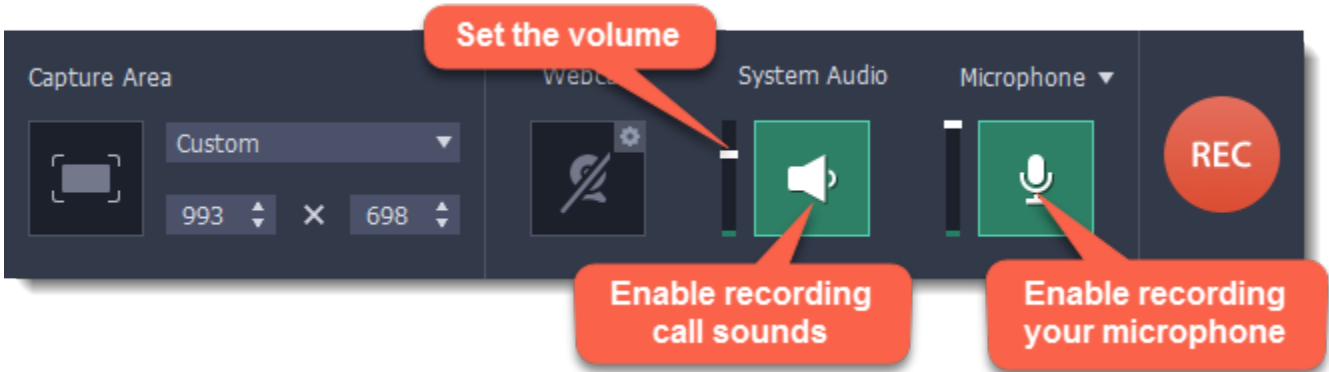 Set the volume
Capture Area
System Audio
Microphone
Custom
993 × 698
REC
Enable recording
call sounds
Enable recording
your microphone